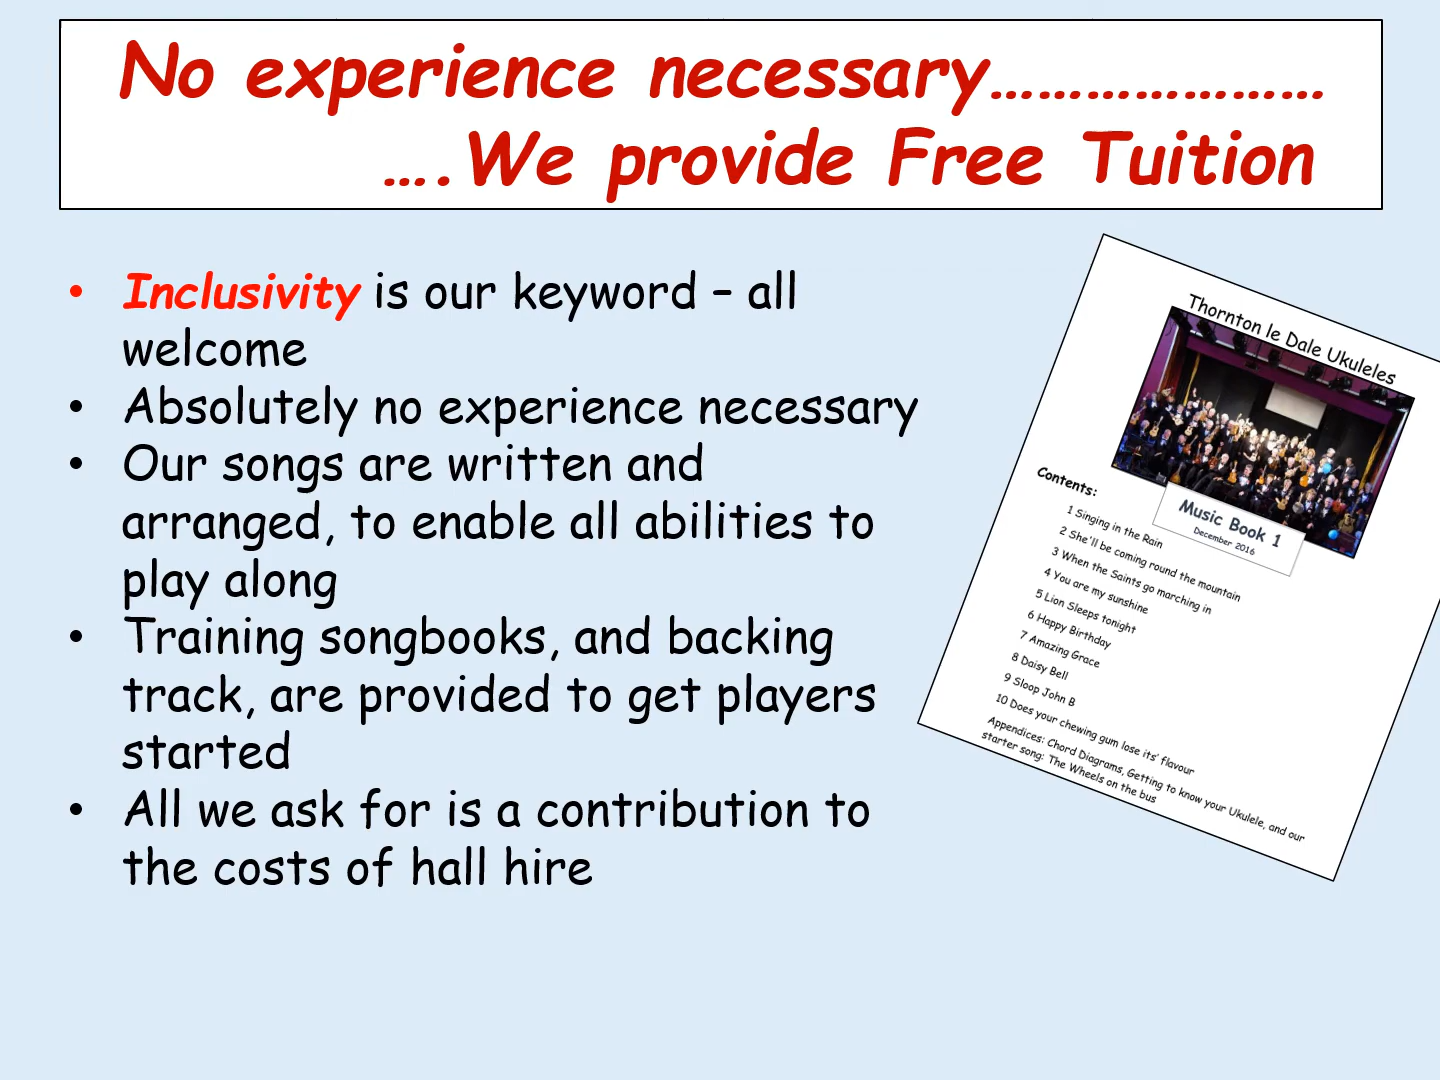 No experience necessary…………………
….We provide Free Tuition
• Inclusivity is our keyword – all
welcome
• Absolutely no experience necessary
• Our songs are written and
arranged, to enable all abilities to
play along
• Training songbooks, and backing
track, are provided to get players
started
• All we ask for is a contribution to
the costs of hall hire
Thornton le Dale Ukuleles
Music Book 1
December 2016
Contents:
1 Singing in the Rain
2 She'll be coming round the mountain
3 When the Saints go marching in
4 You are my sunshine
5 Lion Sleeps tonight
6 Happy Birthday
7 Amazing Grace
8 Daisy Bell
9 Sloop John B
10 Does your chewing gum lose its' flavour
Appendices: Chord Diagrams, Getting to know your Ukulele, and our
starter song: The Wheels on the bus